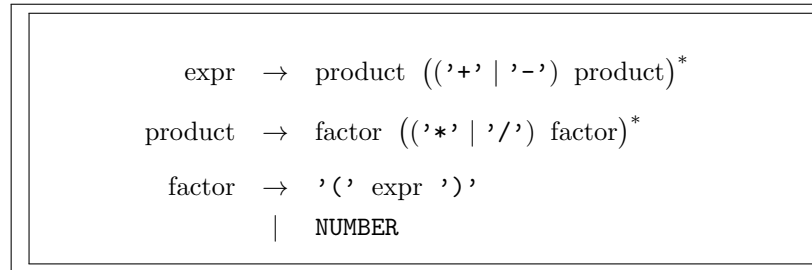 expr → product (('+' | '-') product)*
product → factor (('*' | '/') factor)*
factor → '(' expr ')'
| NUMBER